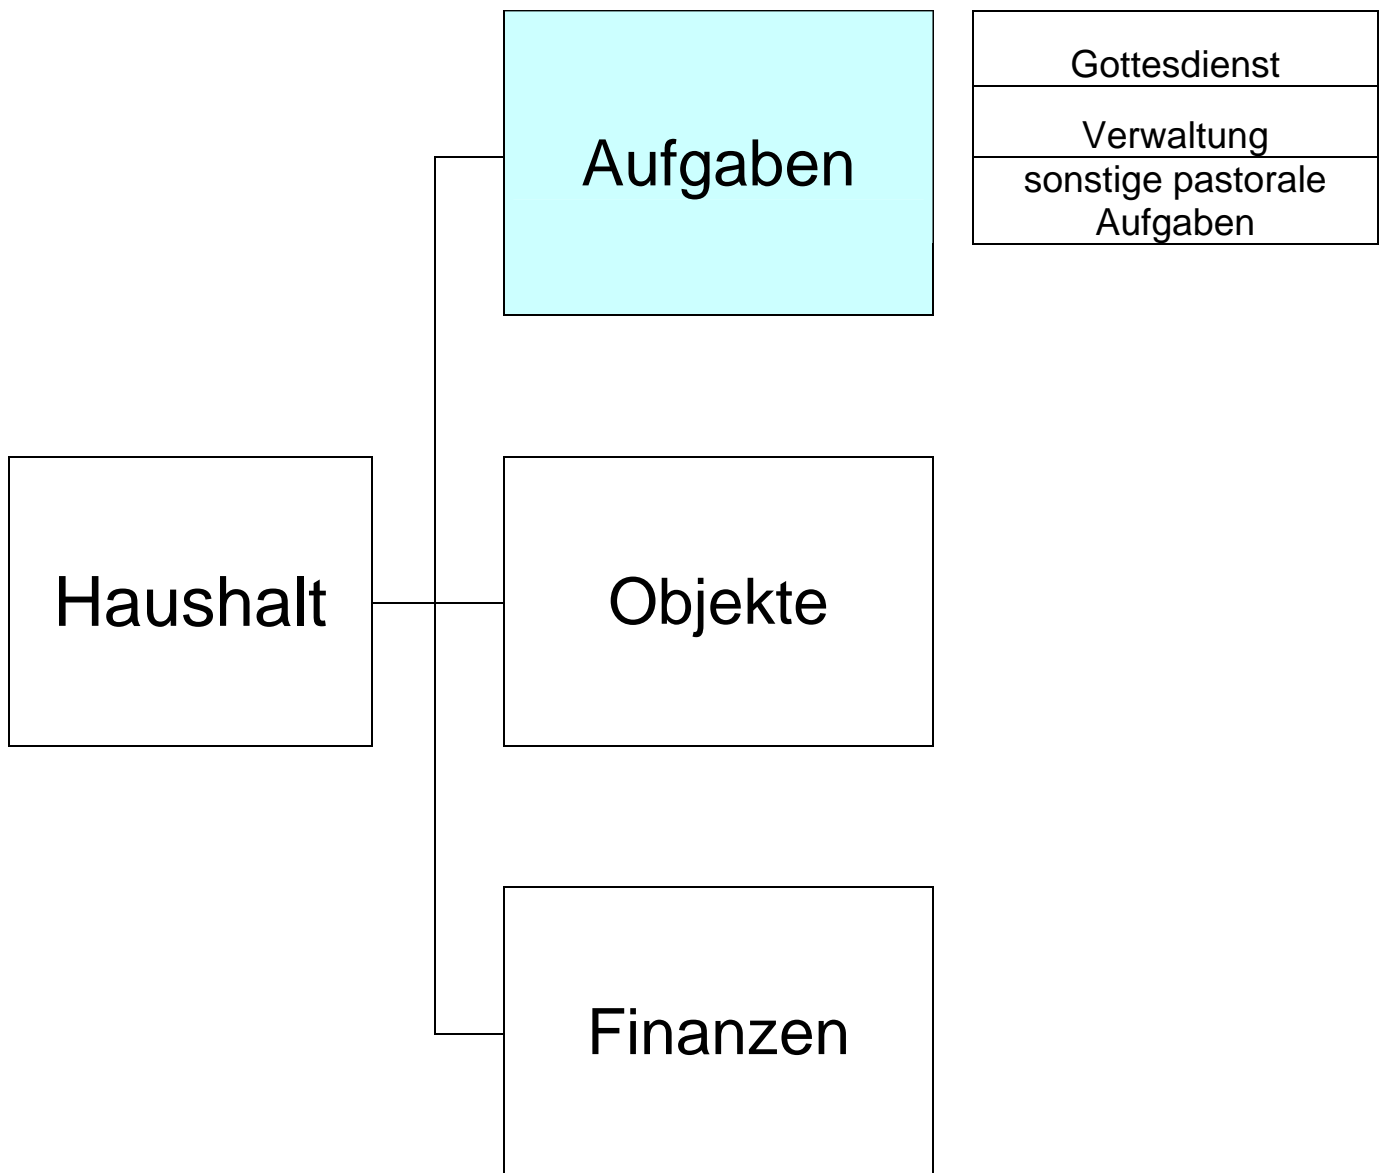 Aufgaben
Gottesdienst
Verwaltung
sonstige pastorale
Aufgaben
Haushalt
Objekte
Finanzen